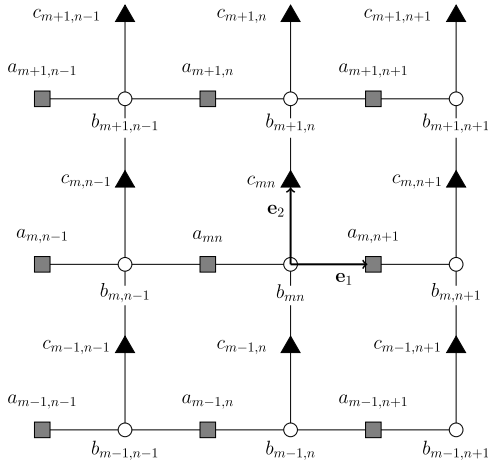 c_{m+1,n−1} c_{m+1,n} c_{m+1,n+1}
a_{m+1,n−1} a_{m+1,n} a_{m+1,n+1}
b_{m+1,n−1} b_{m+1,n} b_{m+1,n+1}
c_{m,n−1} c_{mn} c_{m,n+1}
e_2
a_{m,n−1} a_{mn} a_{m,n+1}
e_1
b_{m,n−1} b_{mn} b_{m,n+1}
c_{m−1,n−1} c_{m−1,n} c_{m−1,n+1}
a_{m−1,n−1} a_{m−1,n} a_{m−1,n+1}
b_{m−1,n−1} b_{m−1,n} b_{m−1,n+1}